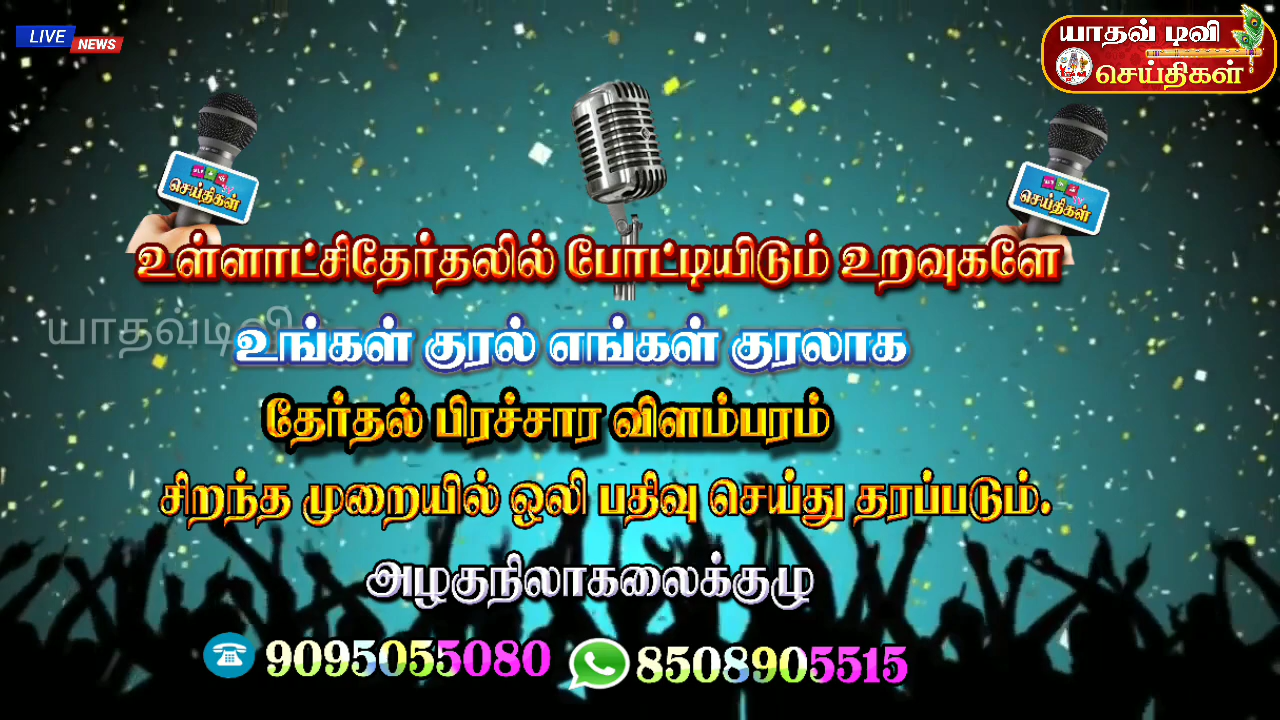 LIVE
NEWS
யாதவ் டிவி
செய்திகள்
செய்திகள்
செய்திகள்
உள்ளாட்சிதேர்தலில் போட்டியிடும் உறவுகளே
யாதவ்டிவி
உங்கள் குரல் எங்கள் குரலாக
தேர்தல் பிரச்சார விளம்பரம்
சிறந்த முறையில் ஒலி பதிவு செய்து தரப்படும்.
அழகுநிலாகலைக்குழு
9095055080 8508905515